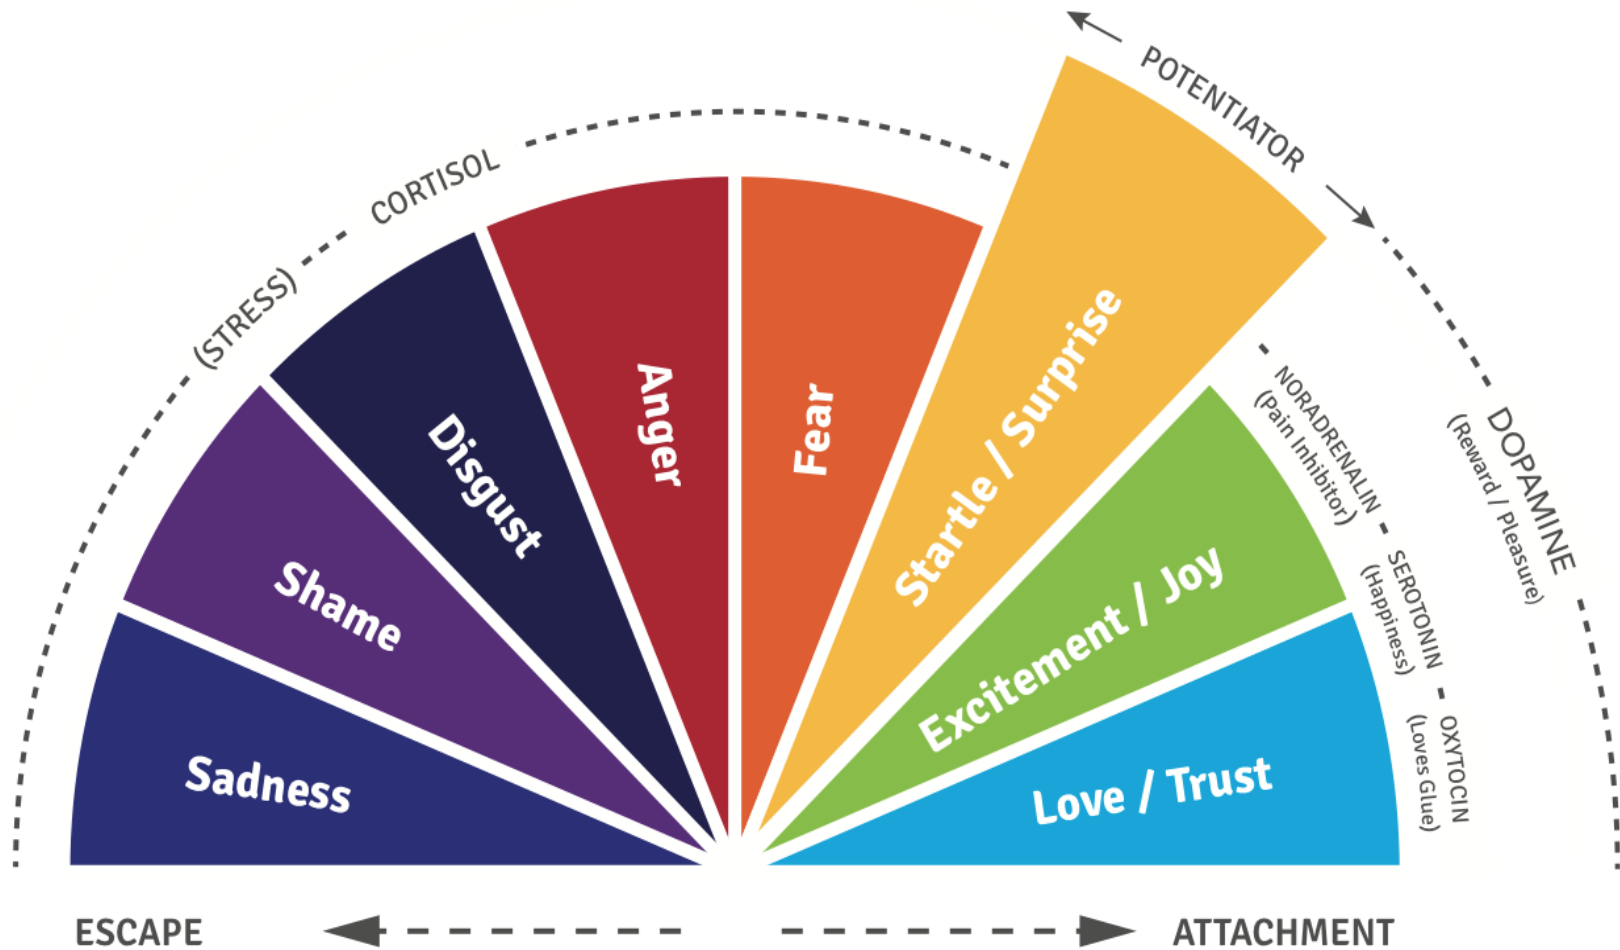 POTENTIATOR
CORTISOL
(STRESS)
DOPAMINE
(Reward / Pleasure)
NORADRENALIN
(Pain Inhibitor)
SEROTONIN
(Happiness)
OXYTOCIN
(Loves Glue)
Sadness
Shame
Disgust
Anger
Fear
Startle / Surprise
Excitement / Joy
Love / Trust
ESCAPE
ATTACHMENT